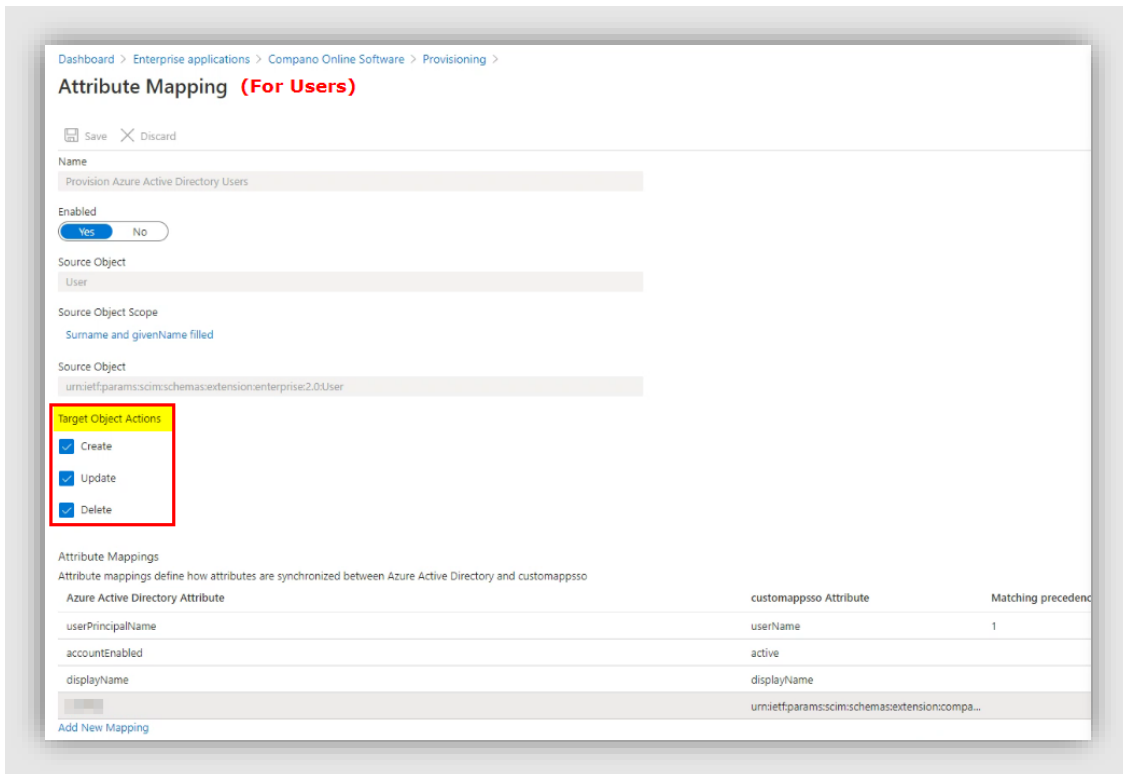 Dashboard > Enterprise applications > Compano Online Software > Provisioning >
Attribute Mapping (For Users)
Save Discard
Name
Provision Azure Active Directory Users
Enabled
Yes No
Source Object
User
Source Object Scope
Surname and givenName filled
Source Object
urn:ietf:params:scim:schemas:extension:enterprise:2.0:User
Target Object Actions
Create
Update
Delete
Attribute Mappings
Attribute mappings define how attributes are synchronized between Azure Active Directory and customappsso
Azure Active Directory Attribute customappsso Attribute Matching precedenc
userPrincipalName userName 1
accountEnabled active
displayName displayName
urn:ietf:params:scim:schemas:extension:compa...
Add New Mapping